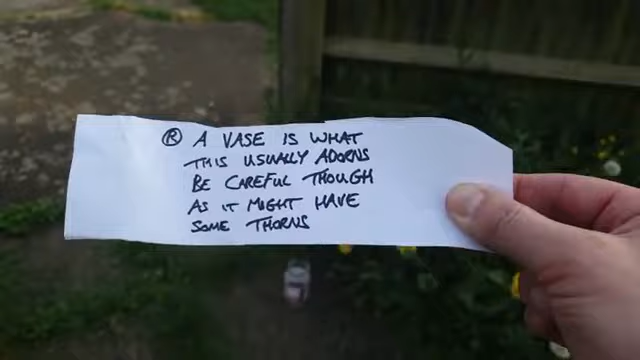 ® A VASE IS WHAT
THIS USUALLY ADORNS
BE CAREFUL THOUGH
AS IT MIGHT HAVE
SOME THORNS